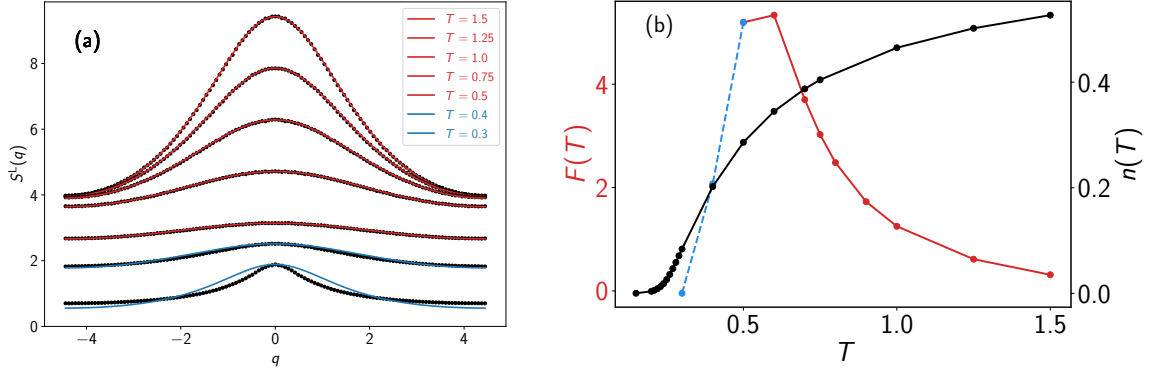 (a)
T = 1.5
T = 1.25
T = 1.0
T = 0.75
T = 0.5
T = 0.4
T = 0.3
S^L(q)
8
6
4
2
0
−4
−2
0
2
4
q
(b)
F(T)
4
2
0
n(T)
0.4
0.2
0.0
0.5
1.0
1.5
T